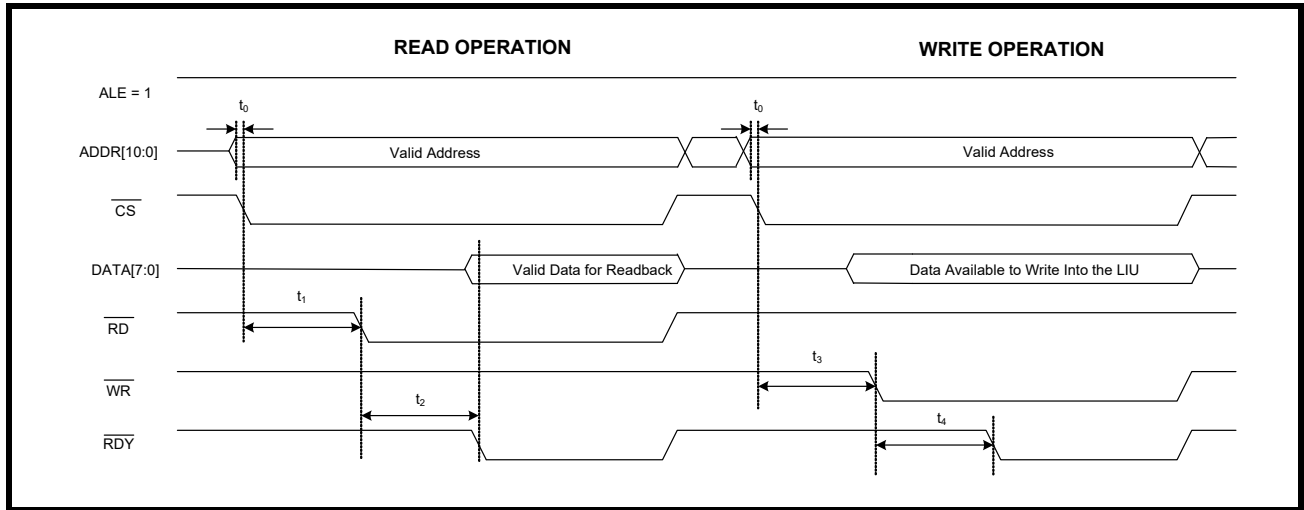 READ OPERATION WRITE OPERATION
ALE = 1
t0 t0
ADDR[10:0] Valid Address Valid Address
CS
DATA[7:0] Valid Data for Readback Data Available to Write Into the LIU
t1
RD
t3
WR
t2
t4
RDY